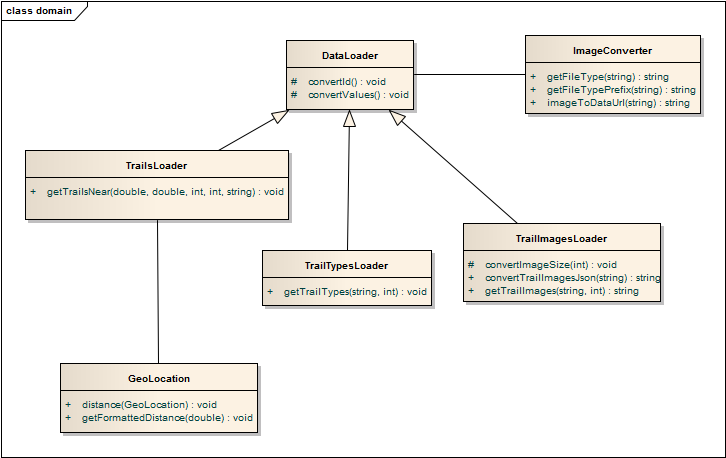 class domain
DataLoader
# convertId() : void
# convertValues() : void
ImageConverter
+ getFileType(string) : string
+ getFileTypePrefix(string) : string
+ imageToDataUrl(string) : string
TrailsLoader
+ getTrailsNear(double, double, int, int, string) : void
TrailTypesLoader
+ getTrailTypes(string, int) : void
TrailImagesLoader
# convertImageSize(int) : void
+ convertTrailImagesJson(string) : string
+ getTrailImages(string, int) : string
GeoLocation
+ distance(GeoLocation) : void
+ getFormattedDistance(double) : void